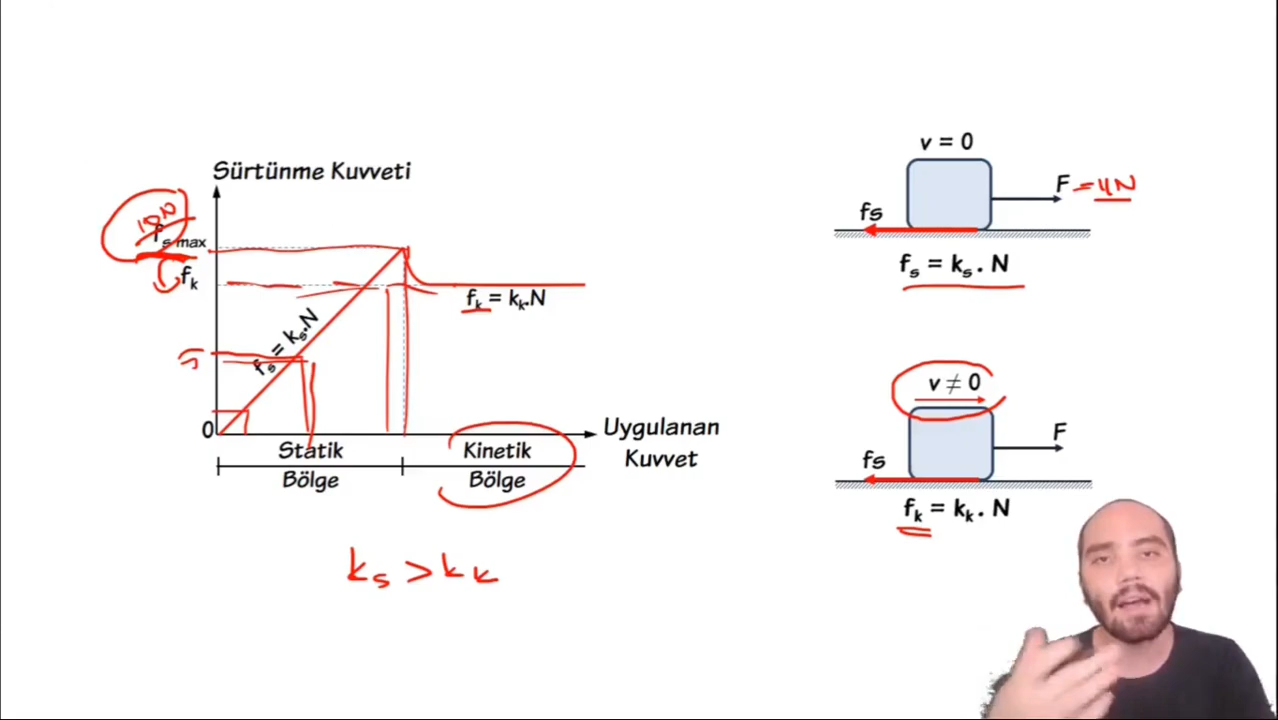 Sürtünme Kuvveti
10N
fs max
fk
fs = ks.N
fk = kk.N
0
Statik
Bölge
Kinetik
Bölge
Uygulanan
Kuvvet
ks > kk
v = 0
F = 4N
fs
fs = ks. N
v ≠ 0
F
fs
fk = kk. N